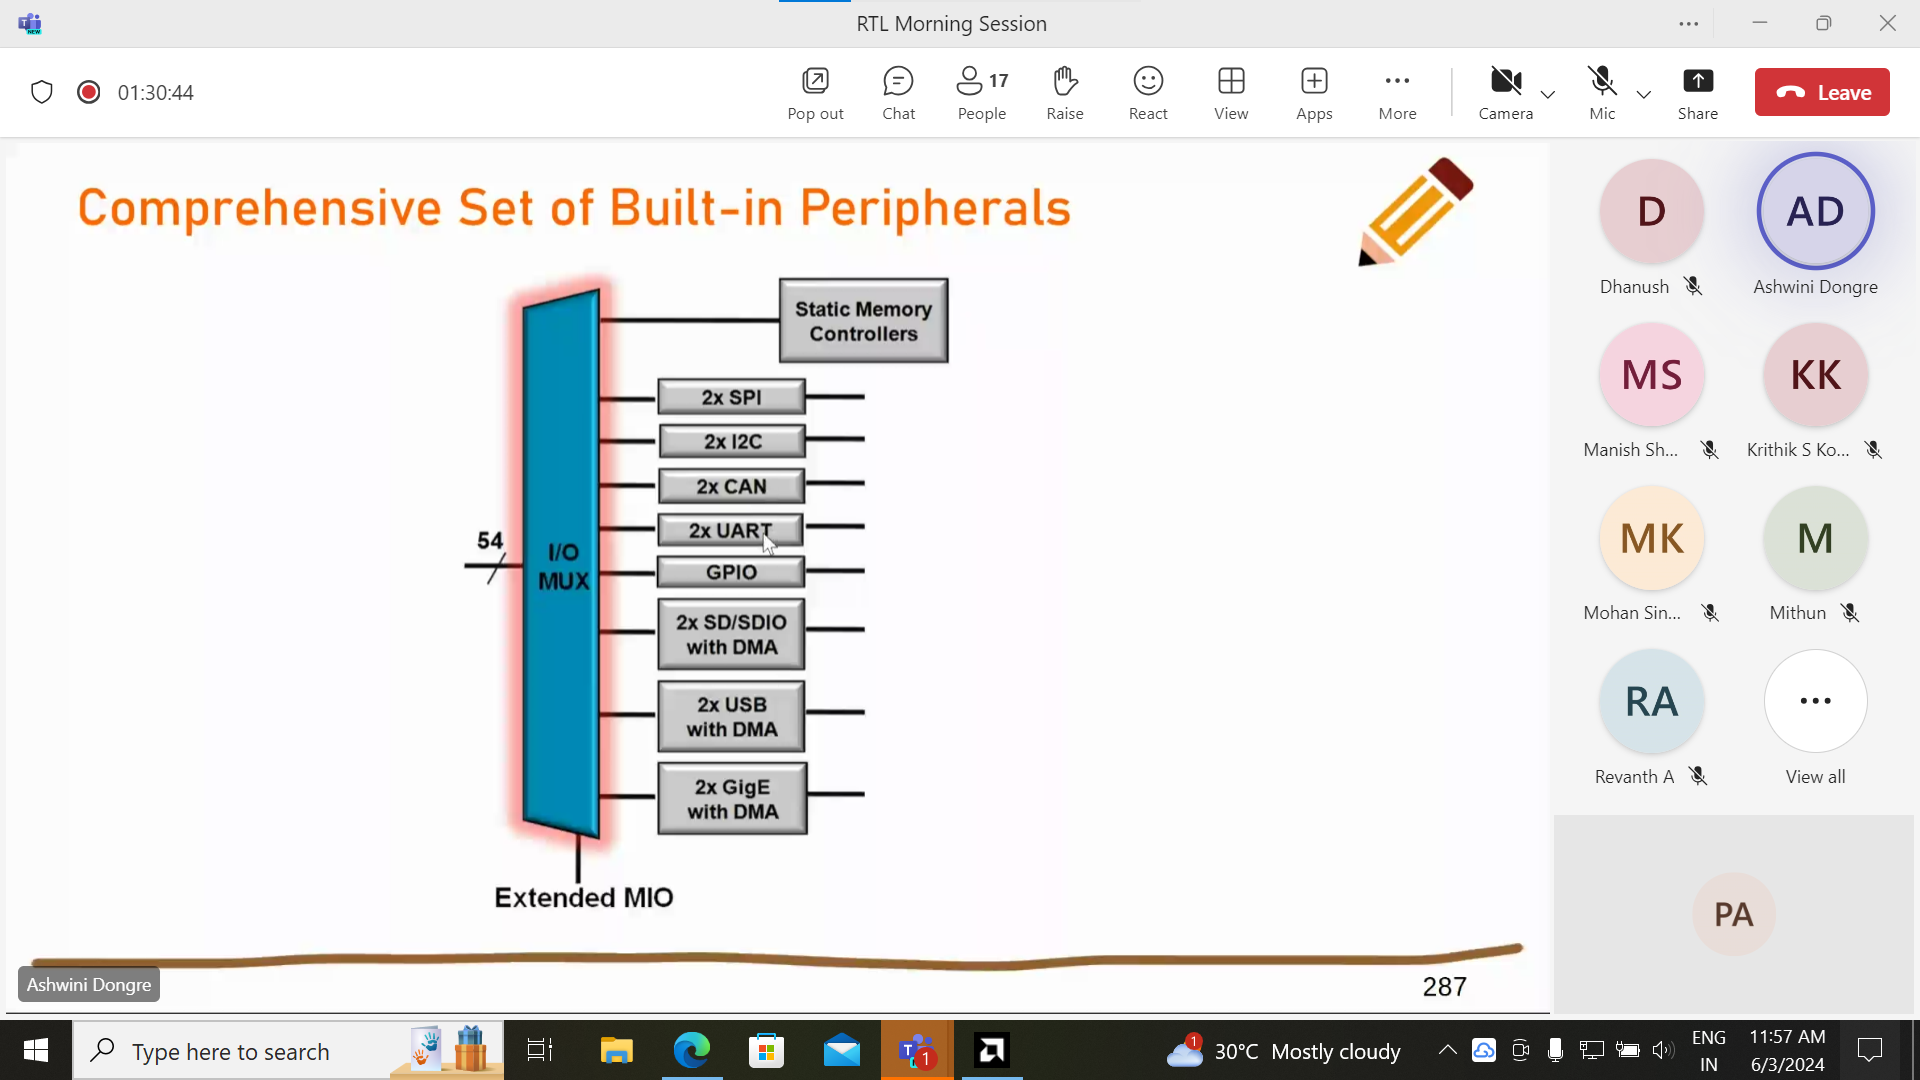 RTL Morning Session
NEW
01:30:44
17
Pop out
Chat
People
Raise
React
View
Apps
More
Camera
Mic
Share
Leave
Comprehensive Set of Built-in Peripherals
Static Memory
Controllers
2x SPI
2x I2C
2x CAN
2x UART
GPIO
2x SD/SDIO
with DMA
2x USB
with DMA
2x GigE
with DMA
54
I/O
MUX
Extended MIO
Ashwini Dongre
287
D
AD
Dhanush
Ashwini Dongre
MS
KK
Manish Sh...
Krithik S Ko...
MK
M
Mohan Sin...
Mithun
RA
Revanth A
View all
PA
Type here to search
1
1
30°C Mostly cloudy
ENG
IN
11:57 AM
6/3/2024